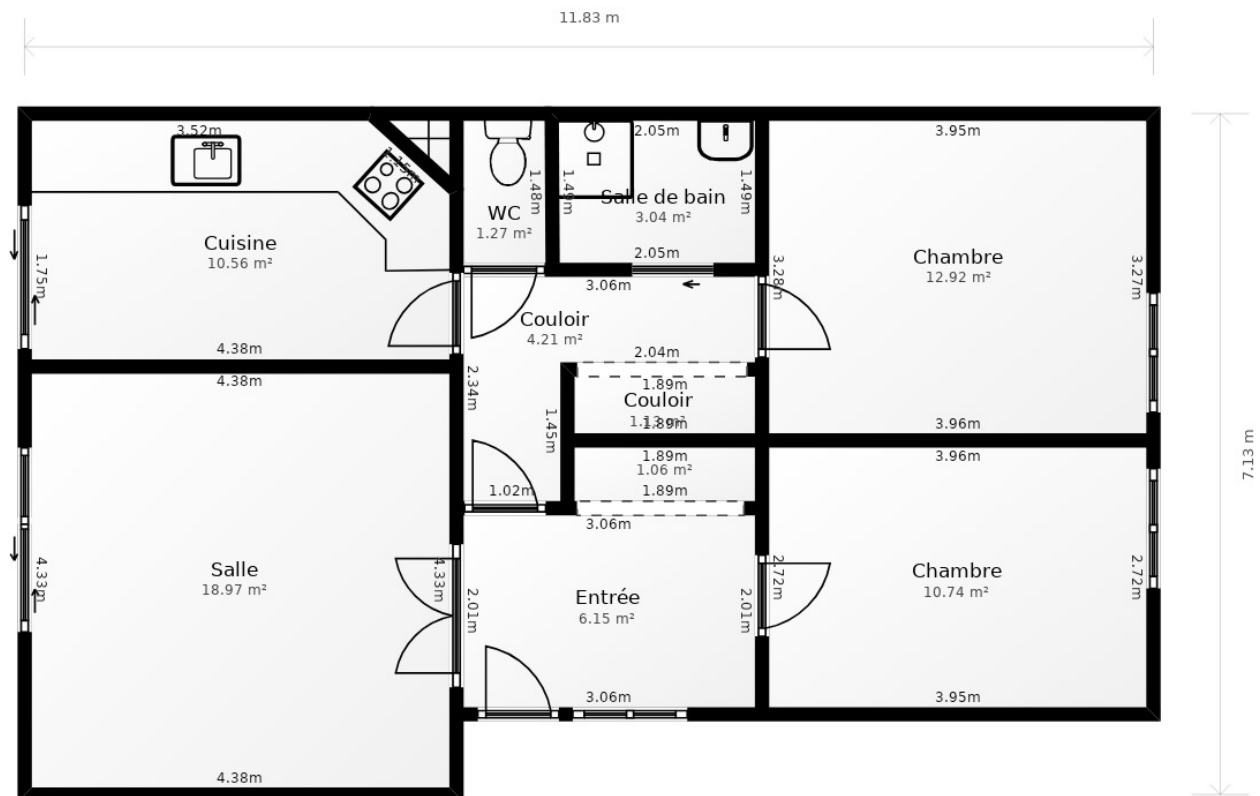 11.83 m
3.52m
2.05m
3.95m
1.15m
1.48m
1.49m
1.49m
Salle de bain
3.04 m²
WC
1.27 m²
Cuisine
10.56 m²
1.75m
2.05m
3.06m
3.28m
Chambre
12.92 m²
3.27m
Couloir
4.21 m²
4.38m
2.04m
4.38m
2.34m
1.89m
Couloir
1.13 m²
1.89m
1.45m
3.96m
7.13 m
1.89m
1.06 m²
1.89m
3.96m
1.02m
3.06m
Salle
18.97 m²
4.33m
4.33m
2.01m
Entrée
6.15 m²
2.01m
2.72m
Chambre
10.74 m²
2.72m
3.06m
3.95m
4.38m